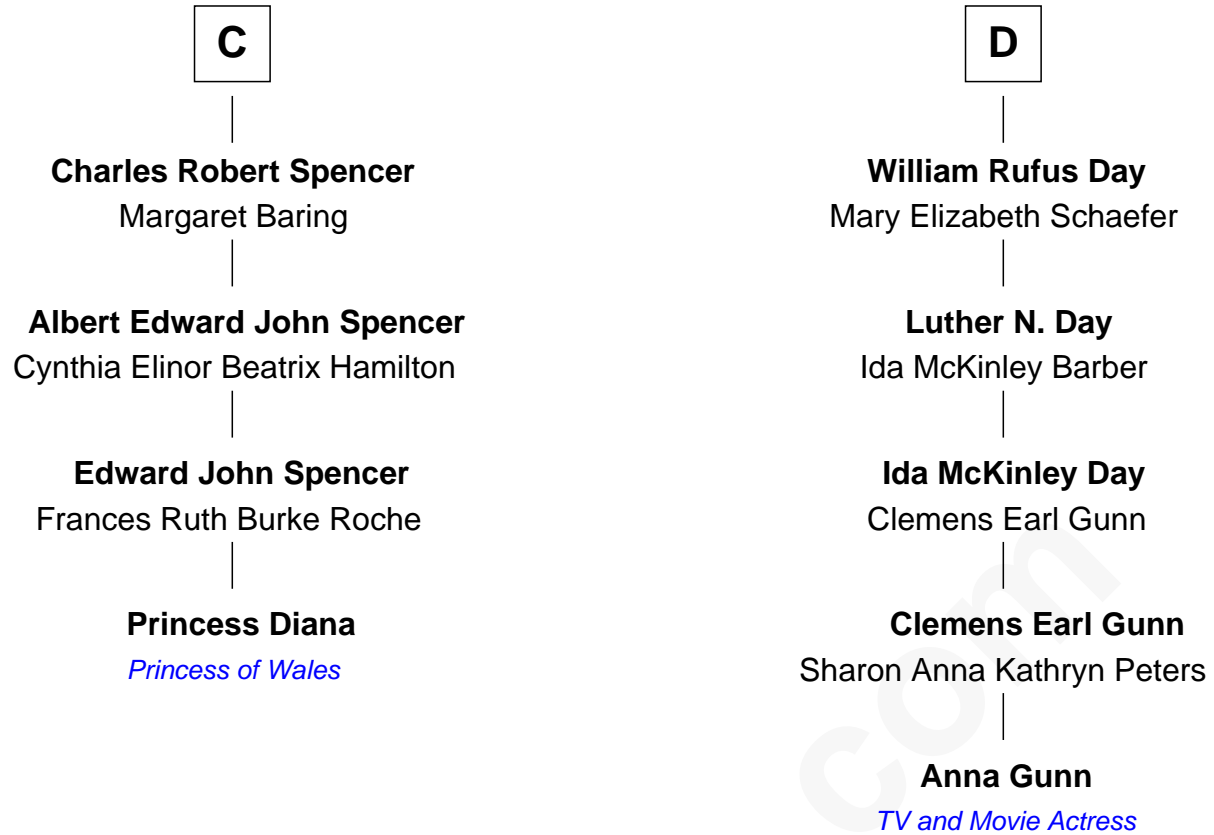 C
Charles Robert Spencer
Margaret Baring
Albert Edward John Spencer
Cynthia Elinor Beatrix Hamilton
Edward John Spencer
Frances Ruth Burke Roche
Princess Diana
Princess of Wales
D
William Rufus Day
Mary Elizabeth Schaefer
Luther N. Day
Ida McKinley Barber
Ida McKinley Day
Clemens Earl Gunn
Clemens Earl Gunn
Sharon Anna Kathryn Peters
Anna Gunn
TV and Movie Actress
com